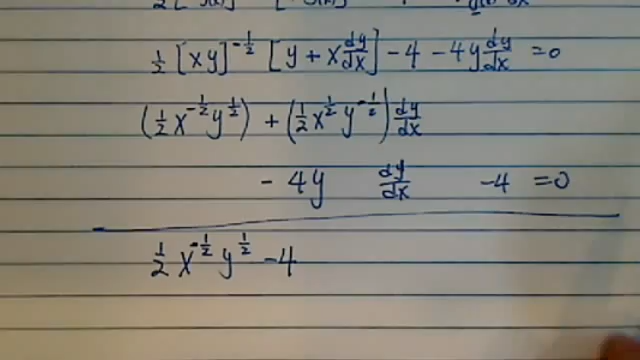 ½ [xy]^{-½} [y + x dy/dx] - 4 - 4y dy/dx = 0
(½ x^{-½} y^{½}) + (½ x^{½} y^{-½}) dy/dx
- 4y dy/dx -4 = 0
½ x^{-½} y^{½} - 4